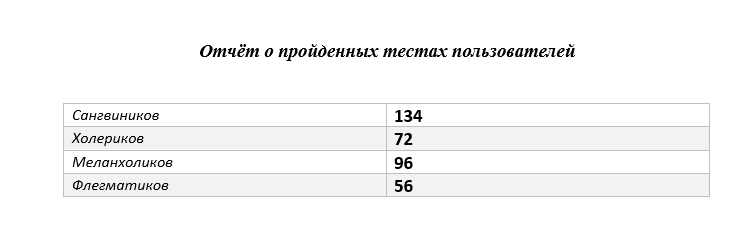 Отчёт о пройденных тестах пользователей
Сангвиников 134
Холериков 72
Меланхоликов 96
Флегматиков 56